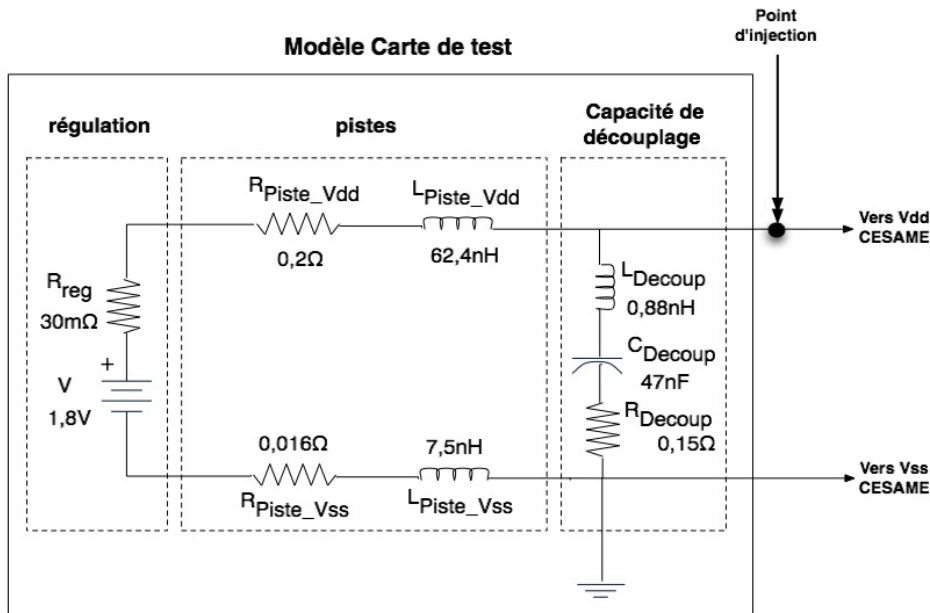 Point
d'injection
Modèle Carte de test
régulation
pistes
Capacité de
découplage
RPiste_Vdd
0,2Ω
LPiste_Vdd
62,4nH
Vers Vdd
CESAME
Rreg
30mΩ
+
V
1,8V
LDecoup
0,88nH
CDecoup
47nF
RDecoup
0,15Ω
0,016Ω
RPiste_Vss
7,5nH
LPiste_Vss
Vers Vss
CESAME